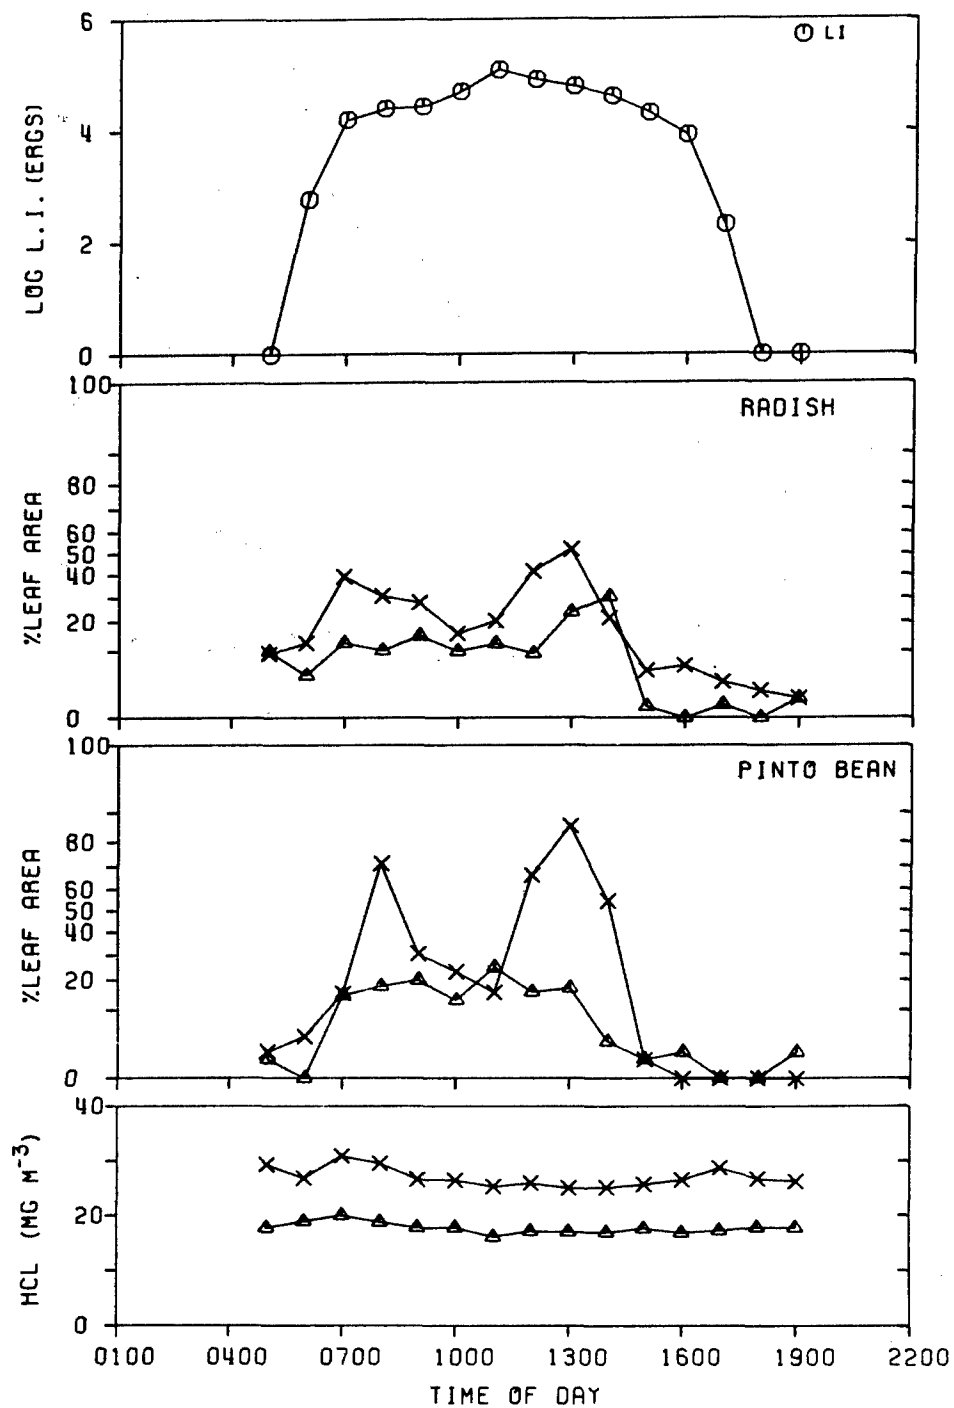 6
LI
4
2
0
LOG L.I. (ERGS)
100
RADISH
80
60
50
40
20
0
%LEAF AREA
100
PINTO BEAN
80
60
50
40
20
0
%LEAF AREA
40
20
0
HCL (MG M-3)
0100 0400 0700 1000 1300 1600 1900 2200
TIME OF DAY